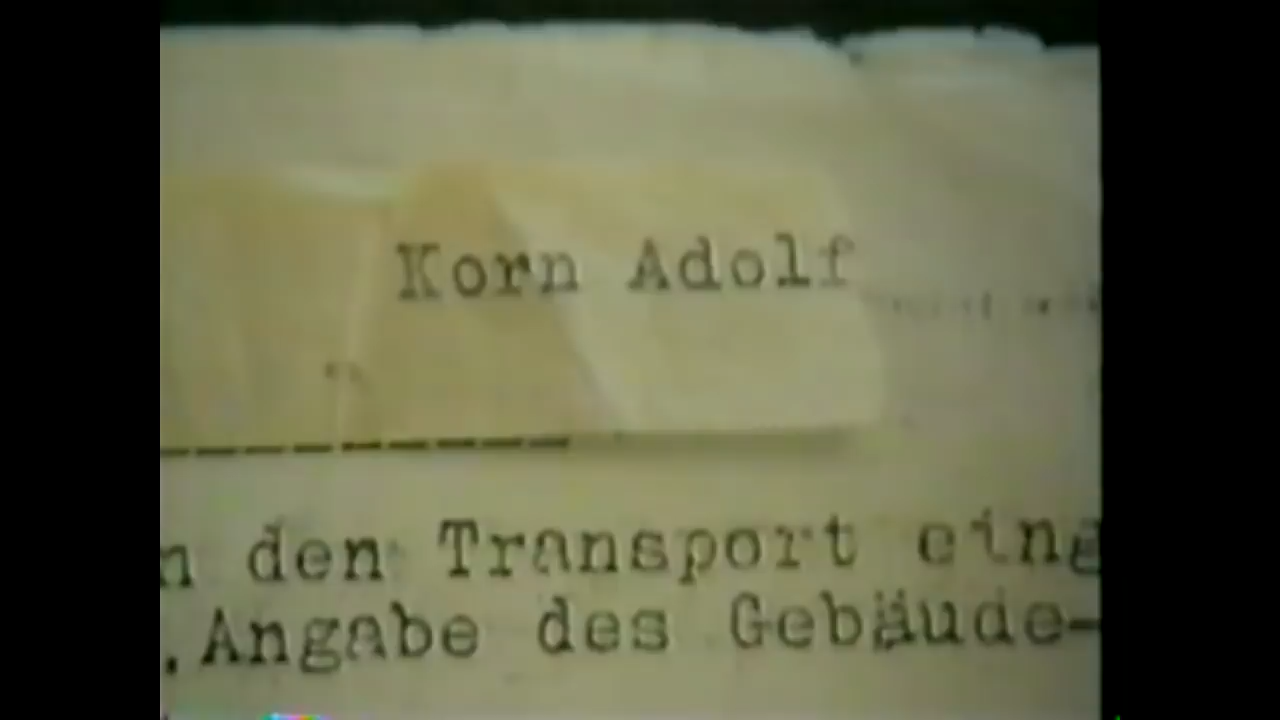 Korn Adolf
n den Transport eing
. Angabe des Gebäude-